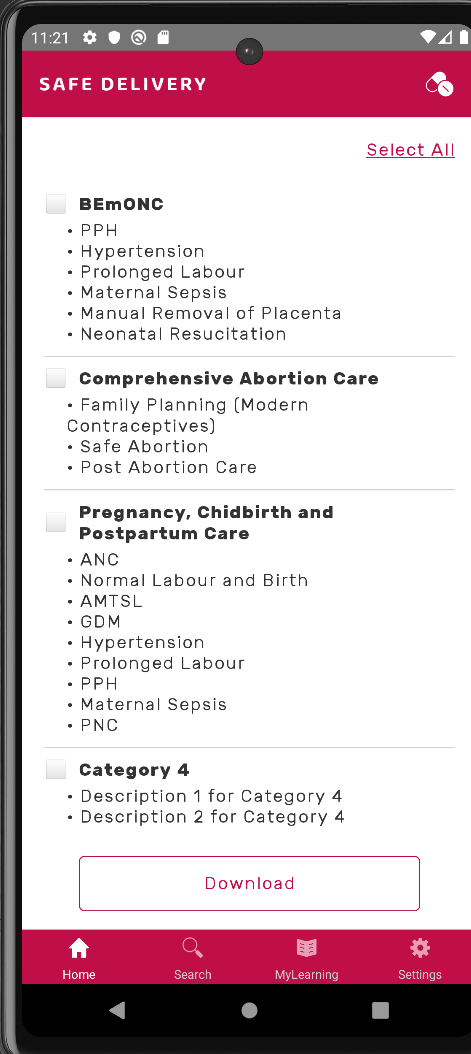 11:21
SAFE DELIVERY
Select All
BEmONC
• PPH
• Hypertension
• Prolonged Labour
• Maternal Sepsis
• Manual Removal of Placenta
• Neonatal Resucitation
Comprehensive Abortion Care
• Family Planning (Modern
Contraceptives)
• Safe Abortion
• Post Abortion Care
Pregnancy, Chidbirth and
Postpartum Care
• ANC
• Normal Labour and Birth
• AMTSL
• GDM
• Hypertension
• Prolonged Labour
• PPH
• Maternal Sepsis
• PNC
Category 4
• Description 1 for Category 4
• Description 2 for Category 4
Download
Home Search MyLearning Settings